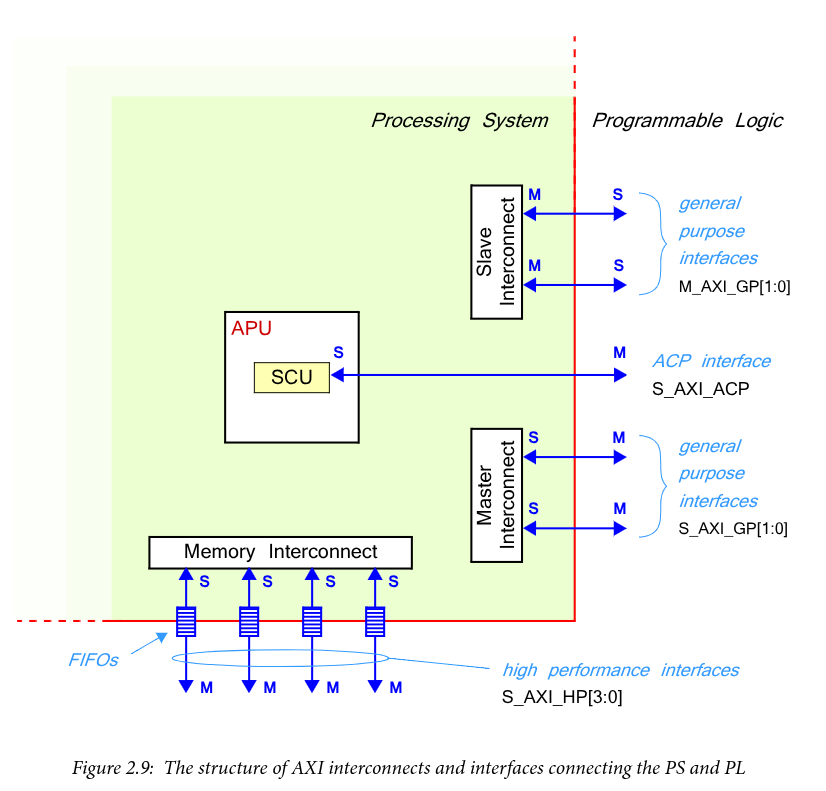 Processing System
Programmable Logic
M
S
general
purpose
interfaces
M_AXI_GP[1:0]
Slave
Interconnect
M
S
APU
SCU
S
M
ACP interface
S_AXI_ACP
Master
Interconnect
S
M
general
purpose
interfaces
S_AXI_GP[1:0]
S
M
Memory Interconnect
S
S
S
S
FIFOs
M
M
M
M
high performance interfaces
S_AXI_HP[3:0]
Figure 2.9: The structure of AXI interconnects and interfaces connecting the PS and PL